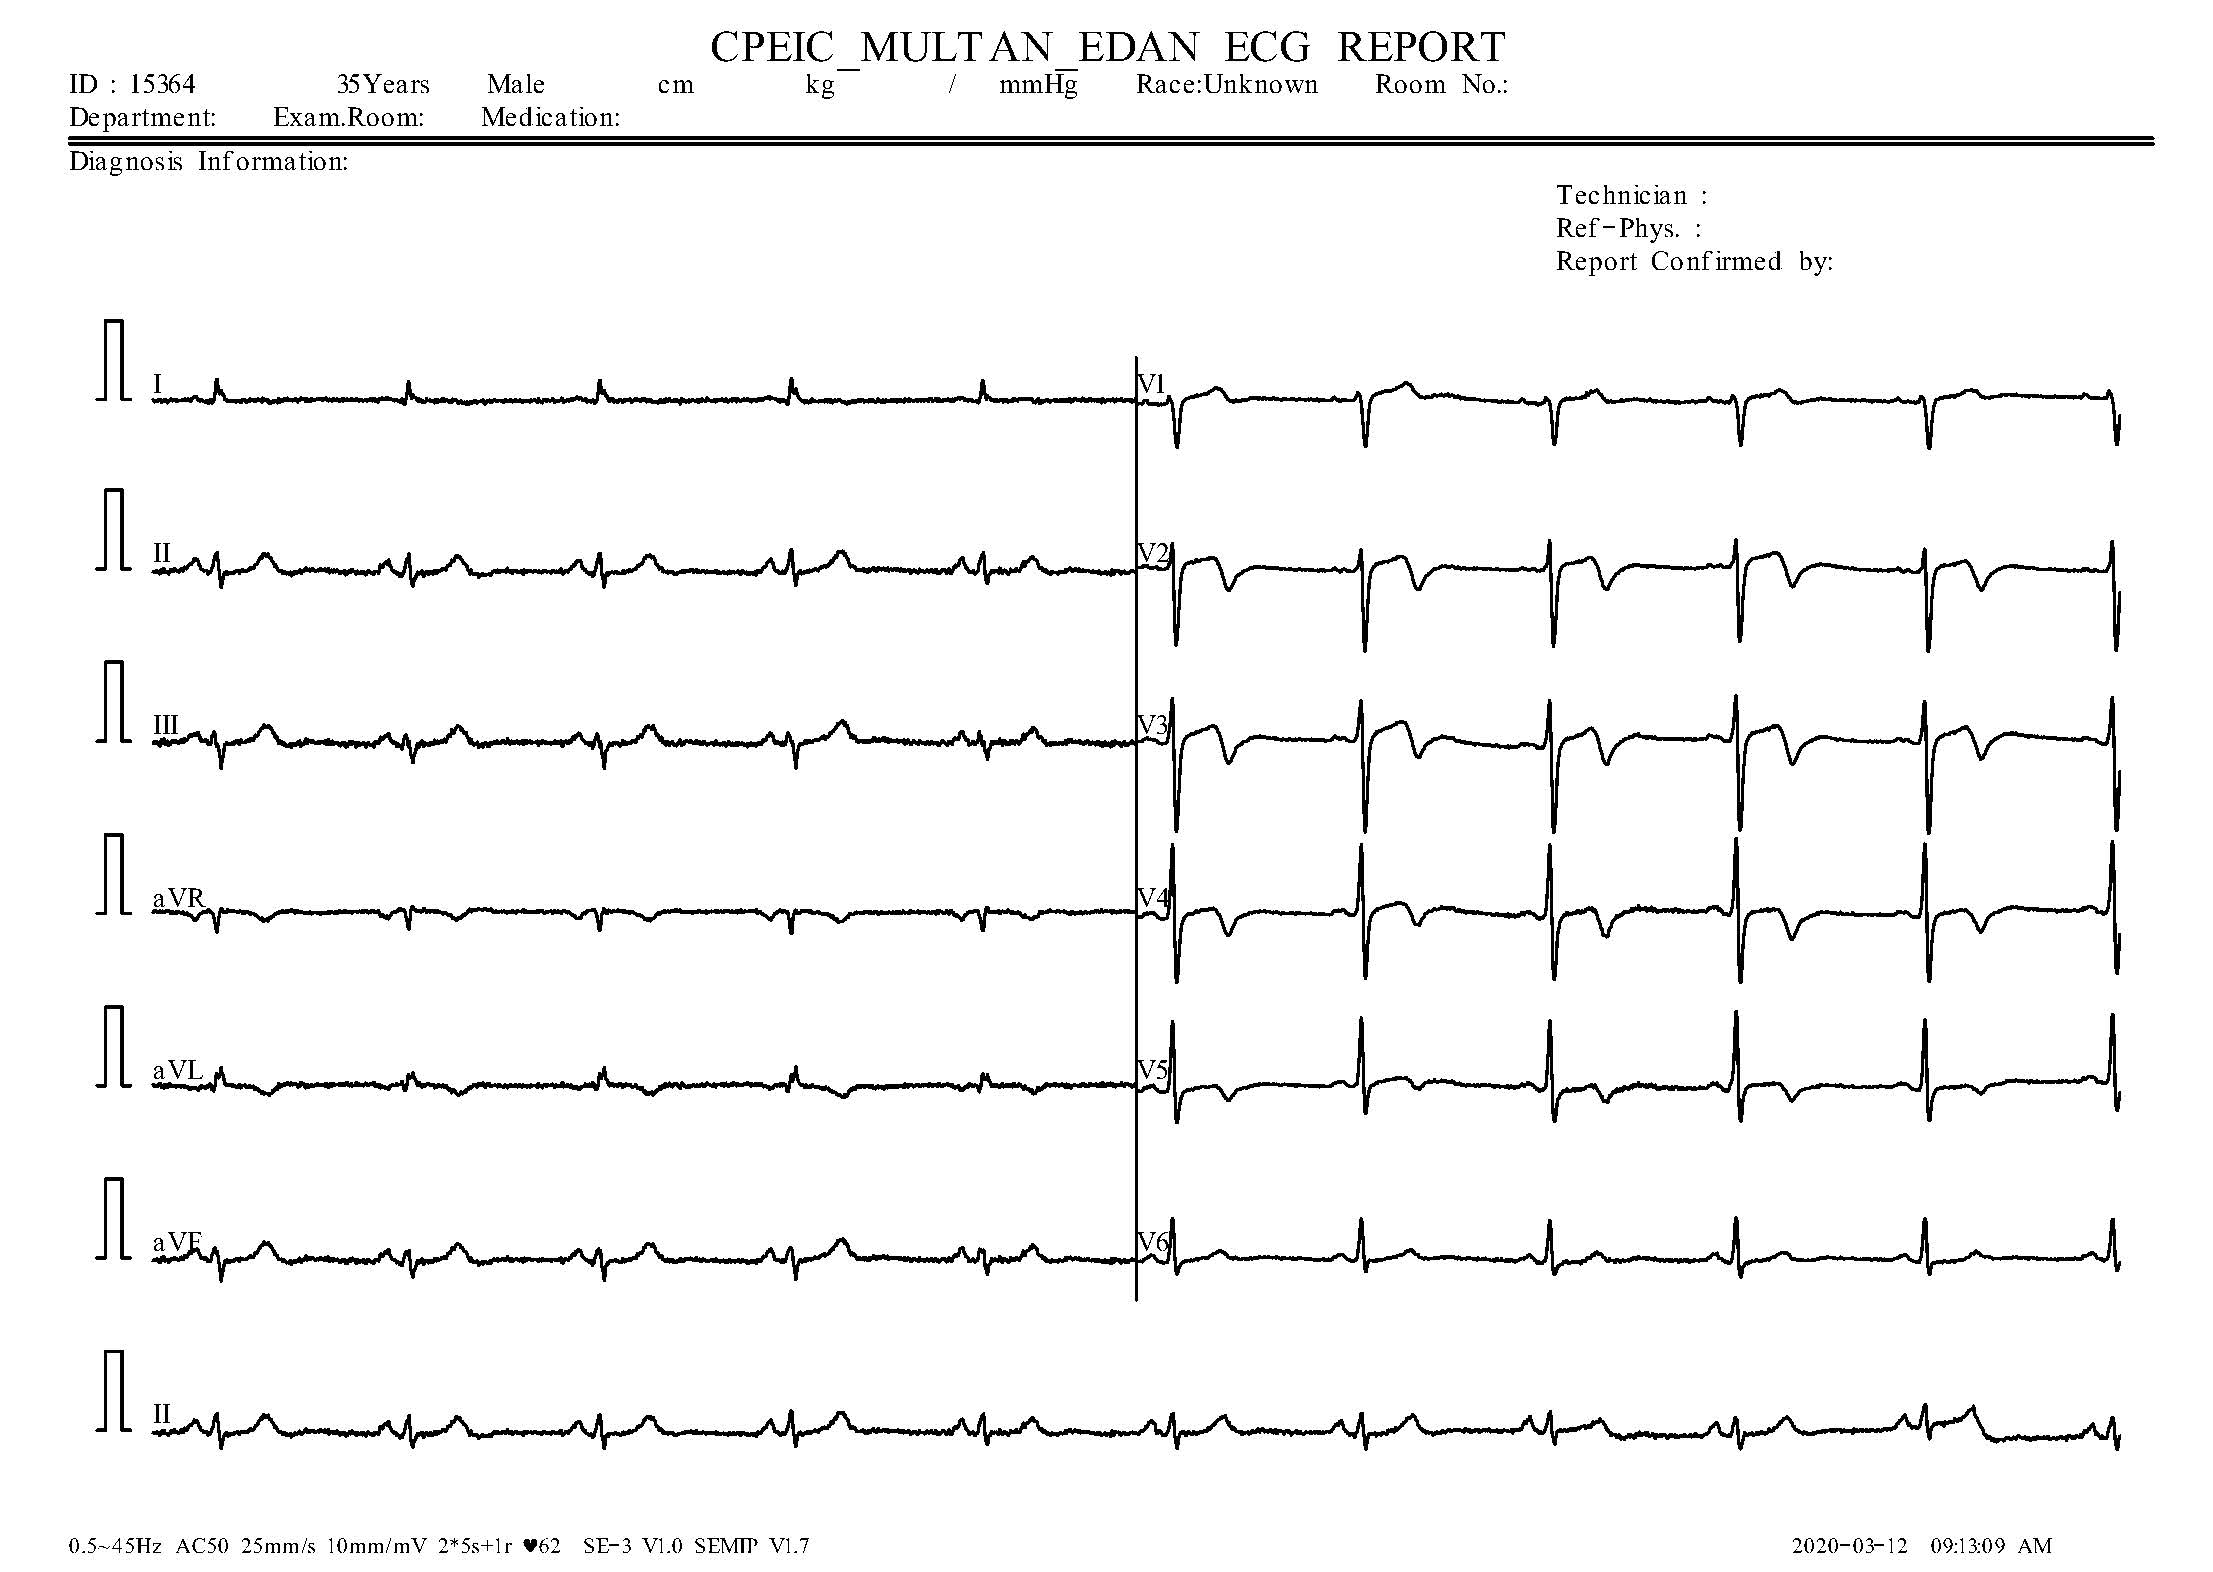 CPEIC_MULTAN_EDAN ECG REPORT
ID : 15364 35Years Male cm kg / mmHg Race:Unknown Room No.:
Department: Exam.Room: Medication:
Diagnosis Information:
Technician :
Ref-Phys. :
Report Confirmed by:
I V1
II V2
III V3
aVR V4
aVL V5
aVF V6
II
0.5~45Hz AC50 25mm/s 10mm/mV 2*5s+1r ♥62 SE-3 V1.0 SEMIP V1.7 2020-03-12 09:13:09 AM